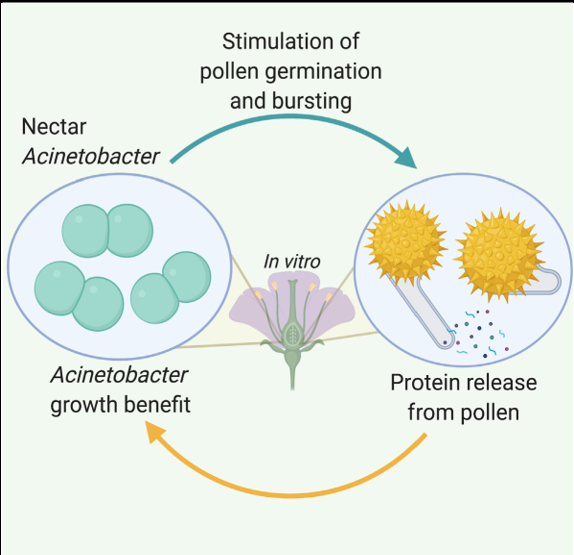 Stimulation of
pollen germination
and bursting
Nectar
Acinetobacter
In vitro
Acinetobacter
growth benefit
Protein release
from pollen